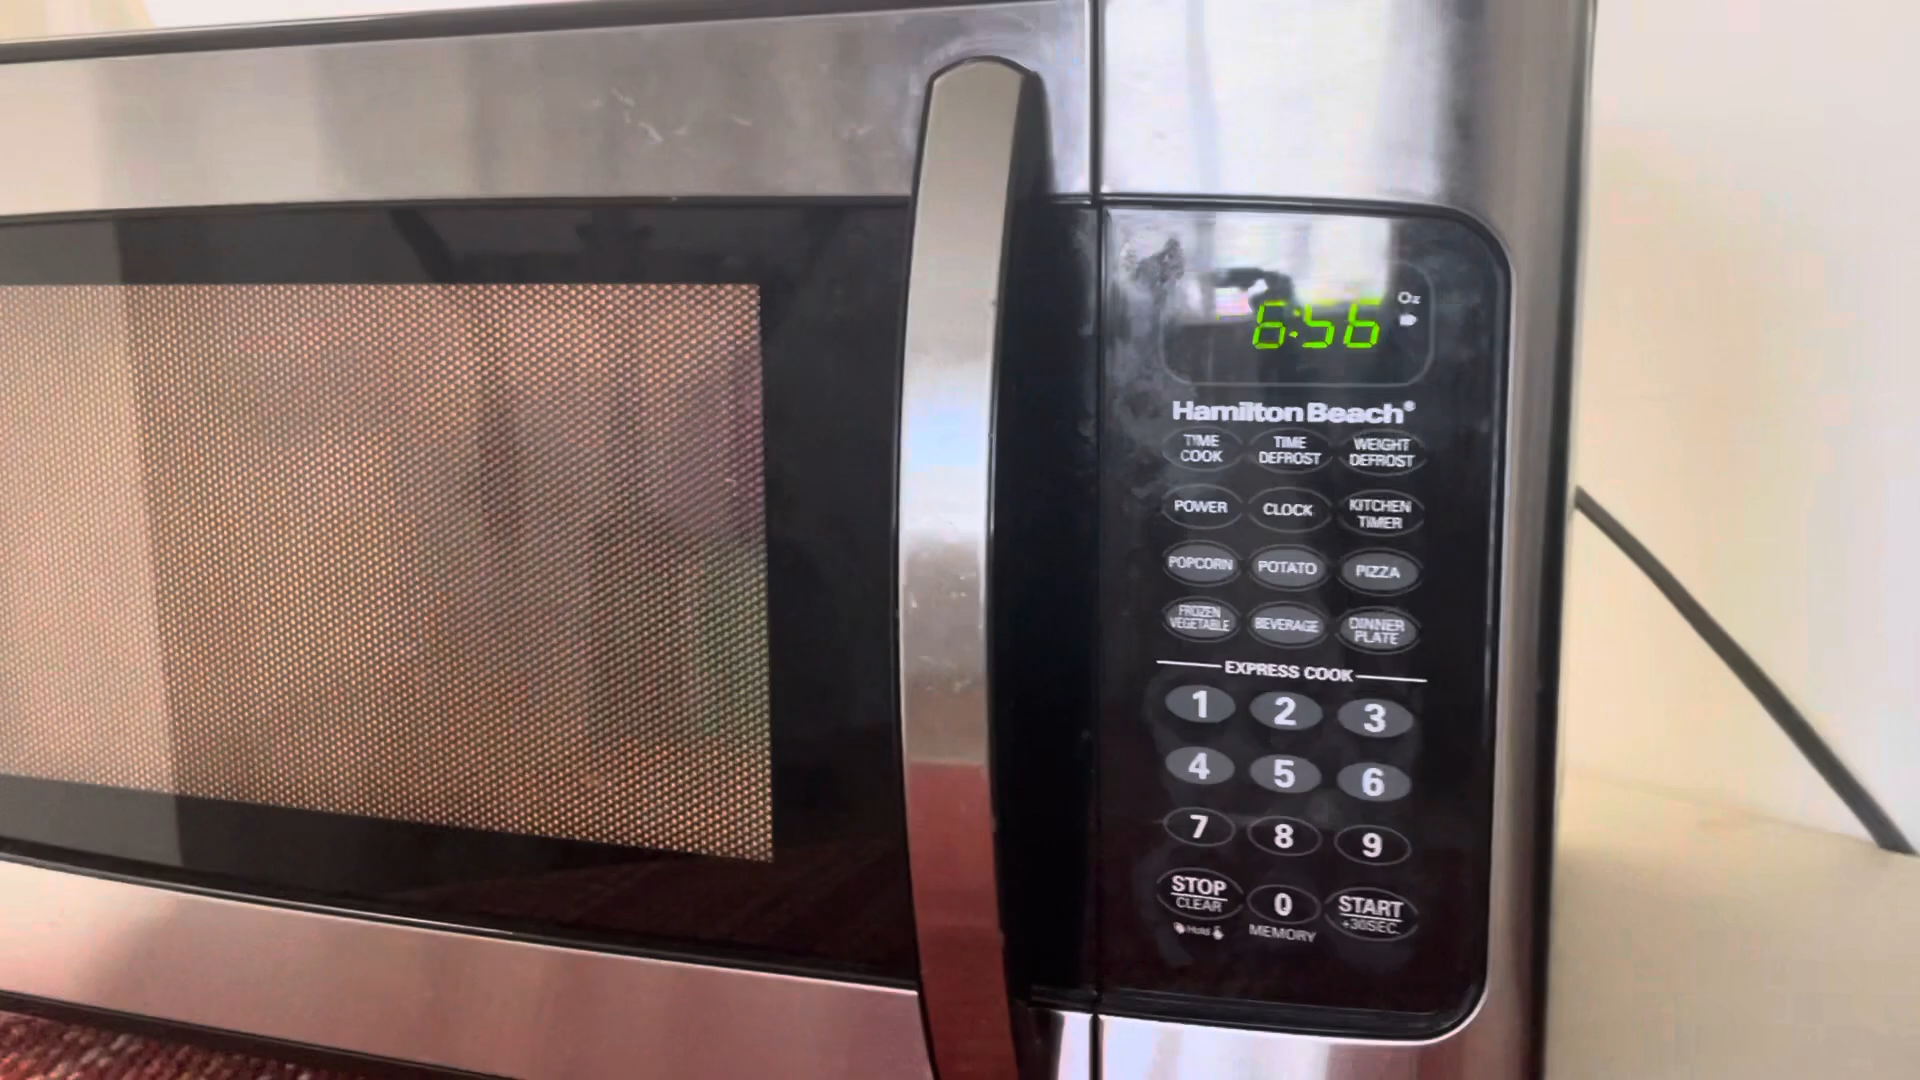 6:56
Oz
Hamilton Beach®
TIME COOK
TIME DEFROST
WEIGHT DEFROST
POWER
CLOCK
KITCHEN TIMER
POPCORN
POTATO
PIZZA
FROZEN VEGETABLE
BEVERAGE
DINNER PLATE
EXPRESS COOK
1 2 3
4 5 6
7 8 9
STOP
CLEAR
0
START
+30SEC.
Hold
MEMORY